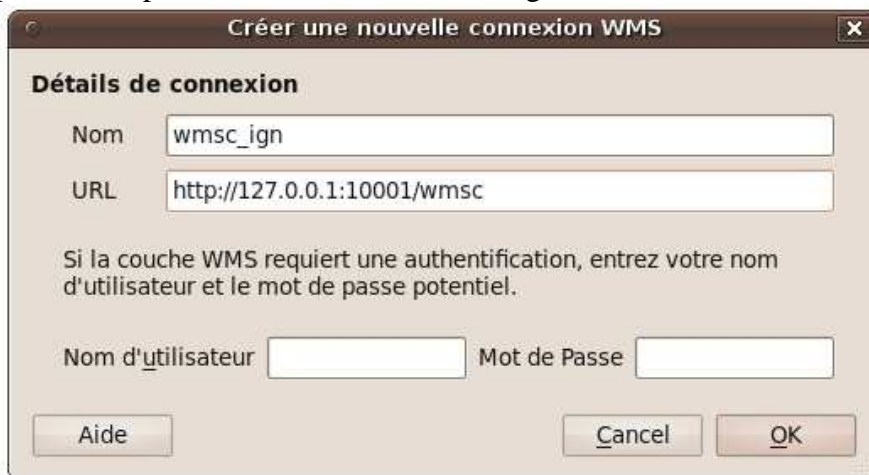 Créer une nouvelle connexion WMS
Détails de connexion
Nom wmsc_ign
URL http://127.0.0.1:10001/wmsc
Si la couche WMS requiert une authentification, entrez votre nom
d'utilisateur et le mot de passe potentiel.
Nom d'utilisateur Mot de Passe
Aide Cancel OK